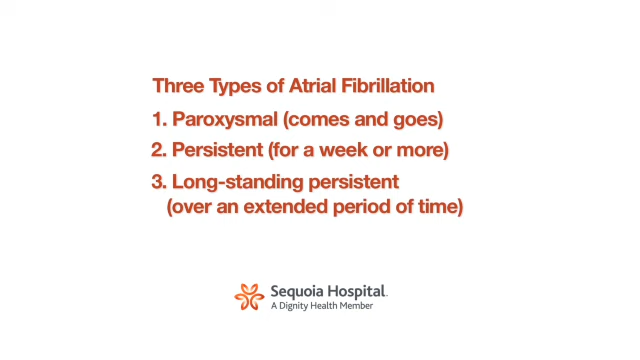 Three Types of Atrial Fibrillation
1. Paroxysmal (comes and goes)
2. Persistent (for a week or more)
3. Long-standing persistent
(over an extended period of time)
Sequoia Hospital.
A Dignity Health Member